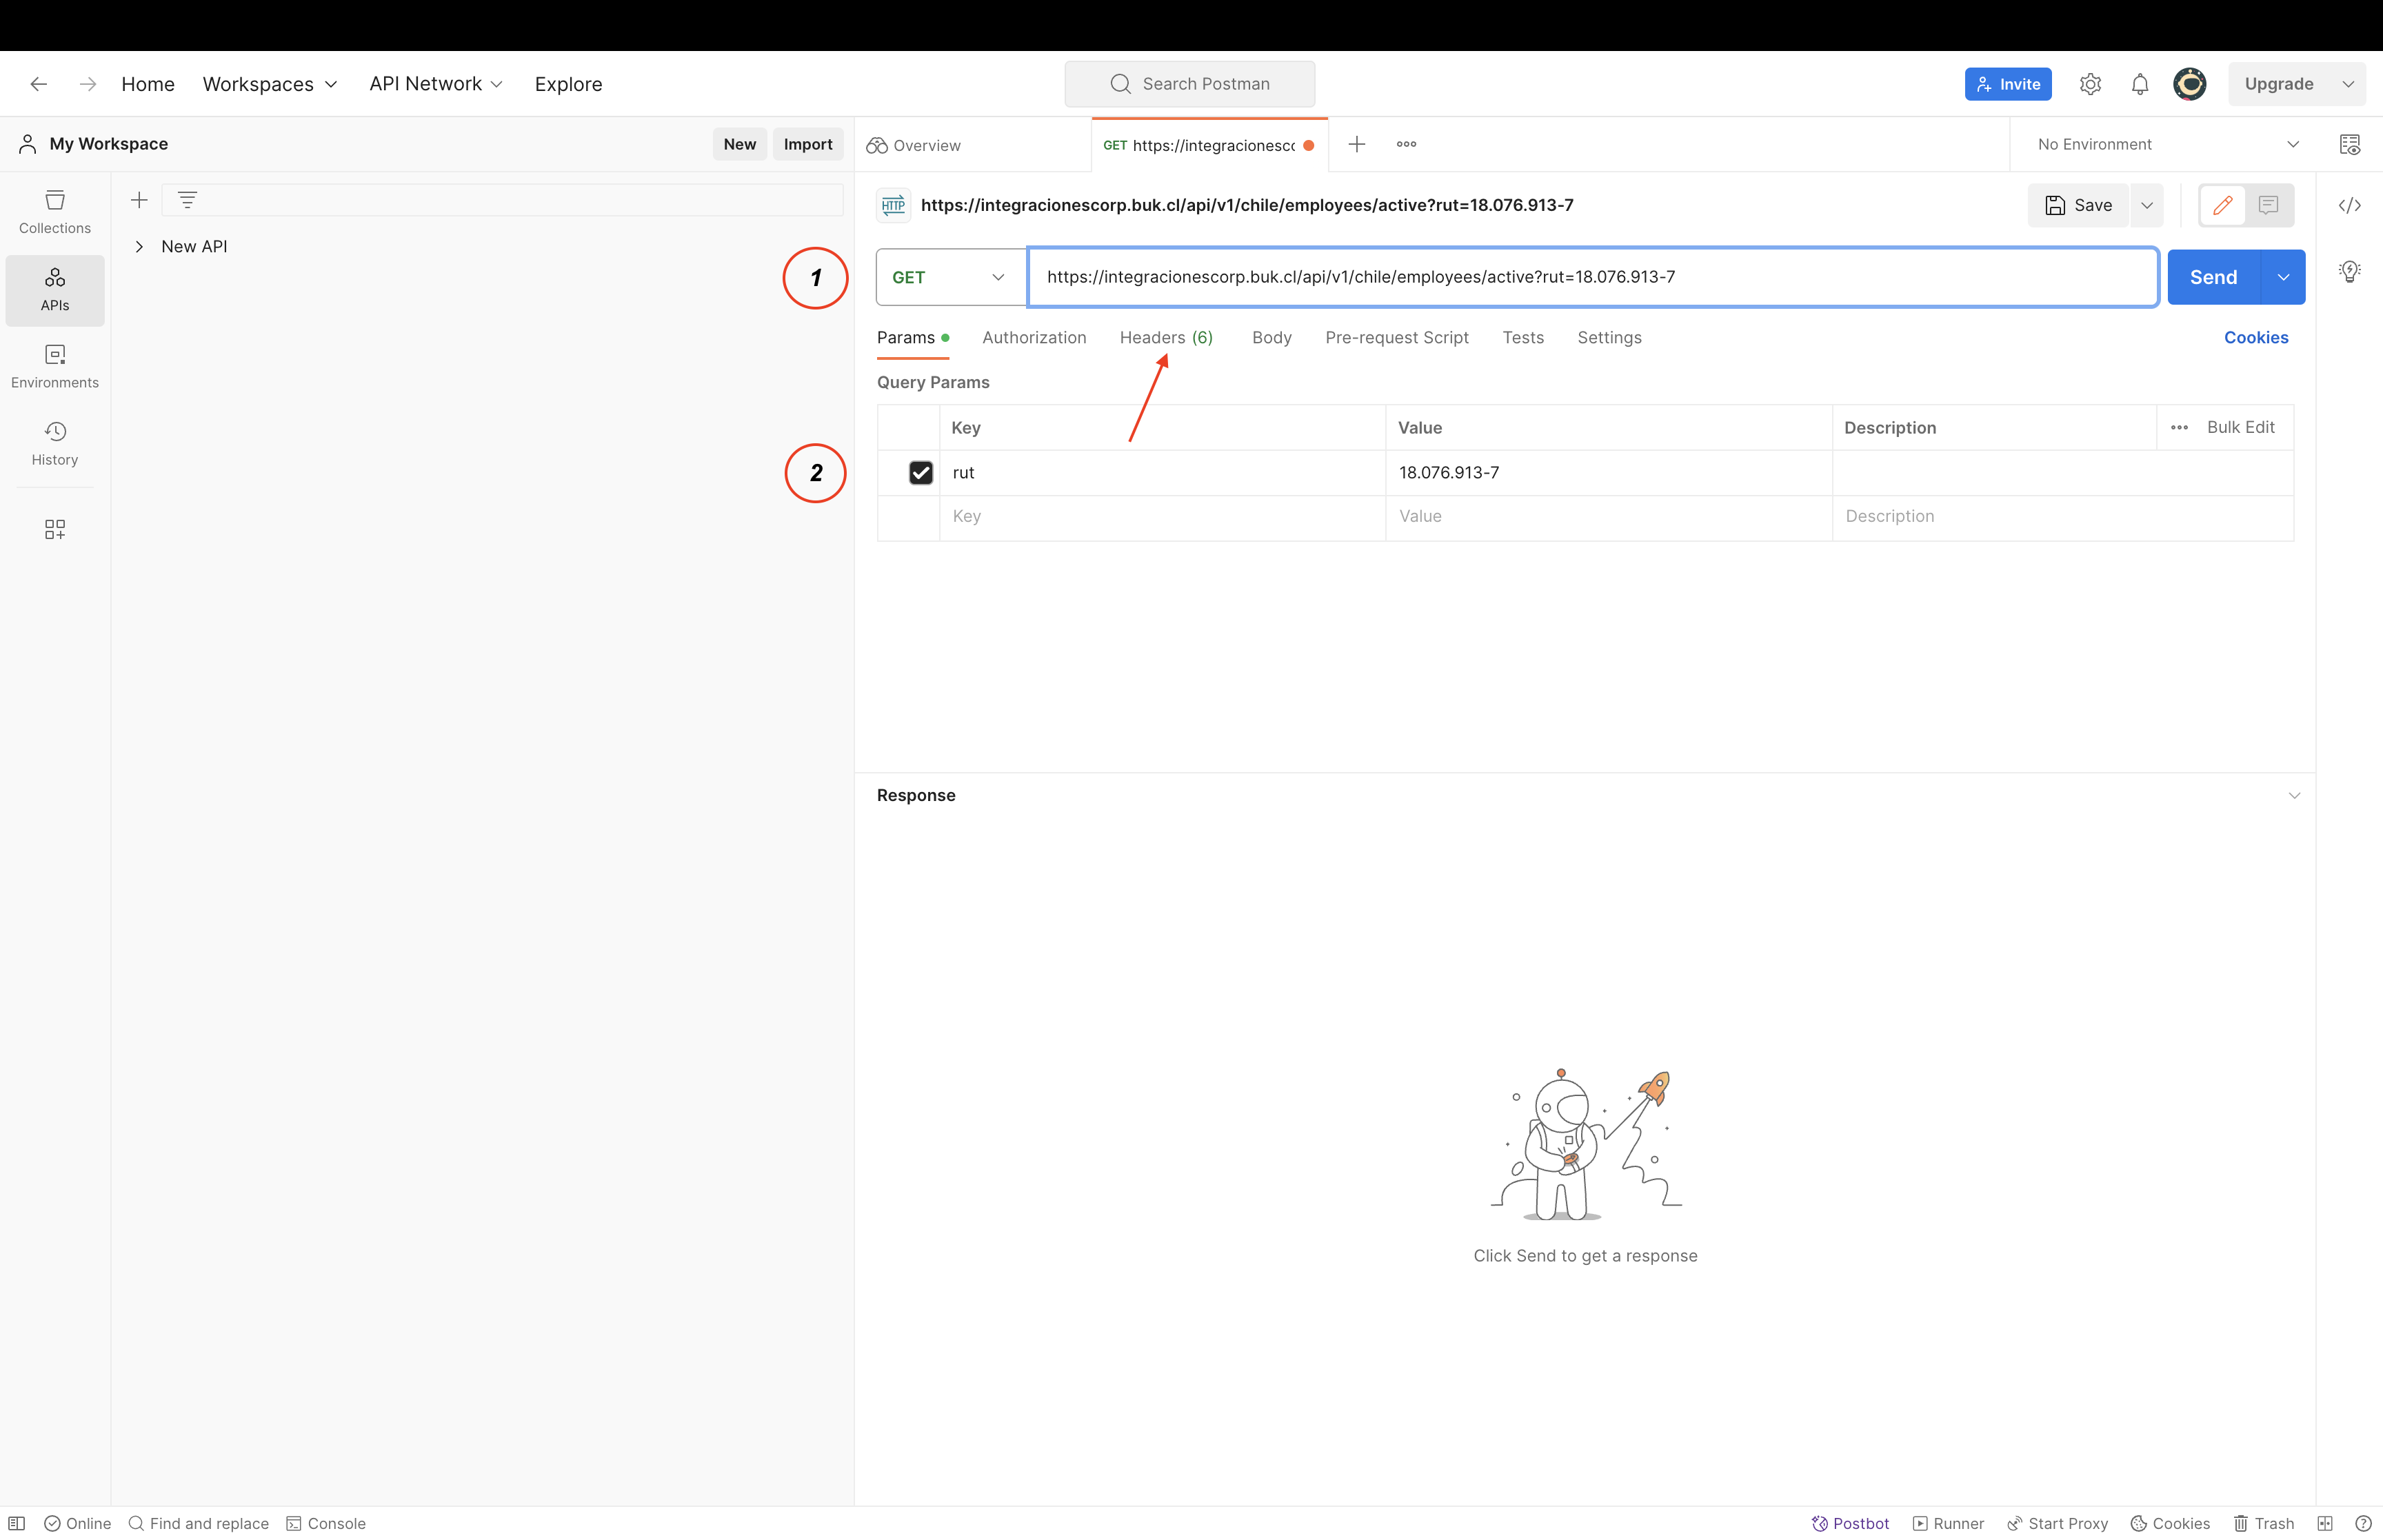 Home Workspaces API Network Explore Search Postman Invite Upgrade
My Workspace New Import Overview GET https://integracionesc No Environment
Collections
HTTP https://integracionescorp.buk.cl/api/v1/chile/employees/active?rut=18.076.913-7 Save
New API
APIs
1 GET https://integracionescorp.buk.cl/api/v1/chile/employees/active?rut=18.076.913-7 Send
Params Authorization Headers (6) Body Pre-request Script Tests Settings Cookies
Environments
Query Params
Key Value Description Bulk Edit
History
2 rut 18.076.913-7
Key Value Description
Response
Click Send to get a response
Online Find and replace Console Postbot Runner Start Proxy Cookies Trash